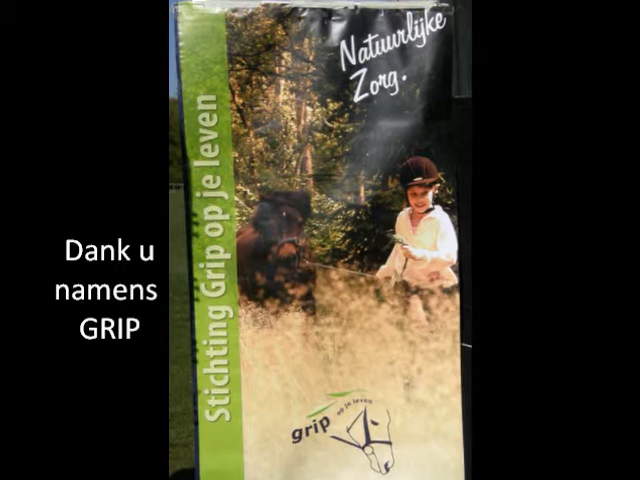 Dank u
namens
GRIP
Stichting Grip op je leven
Natuurlijke
Zorg.
grip op je leven